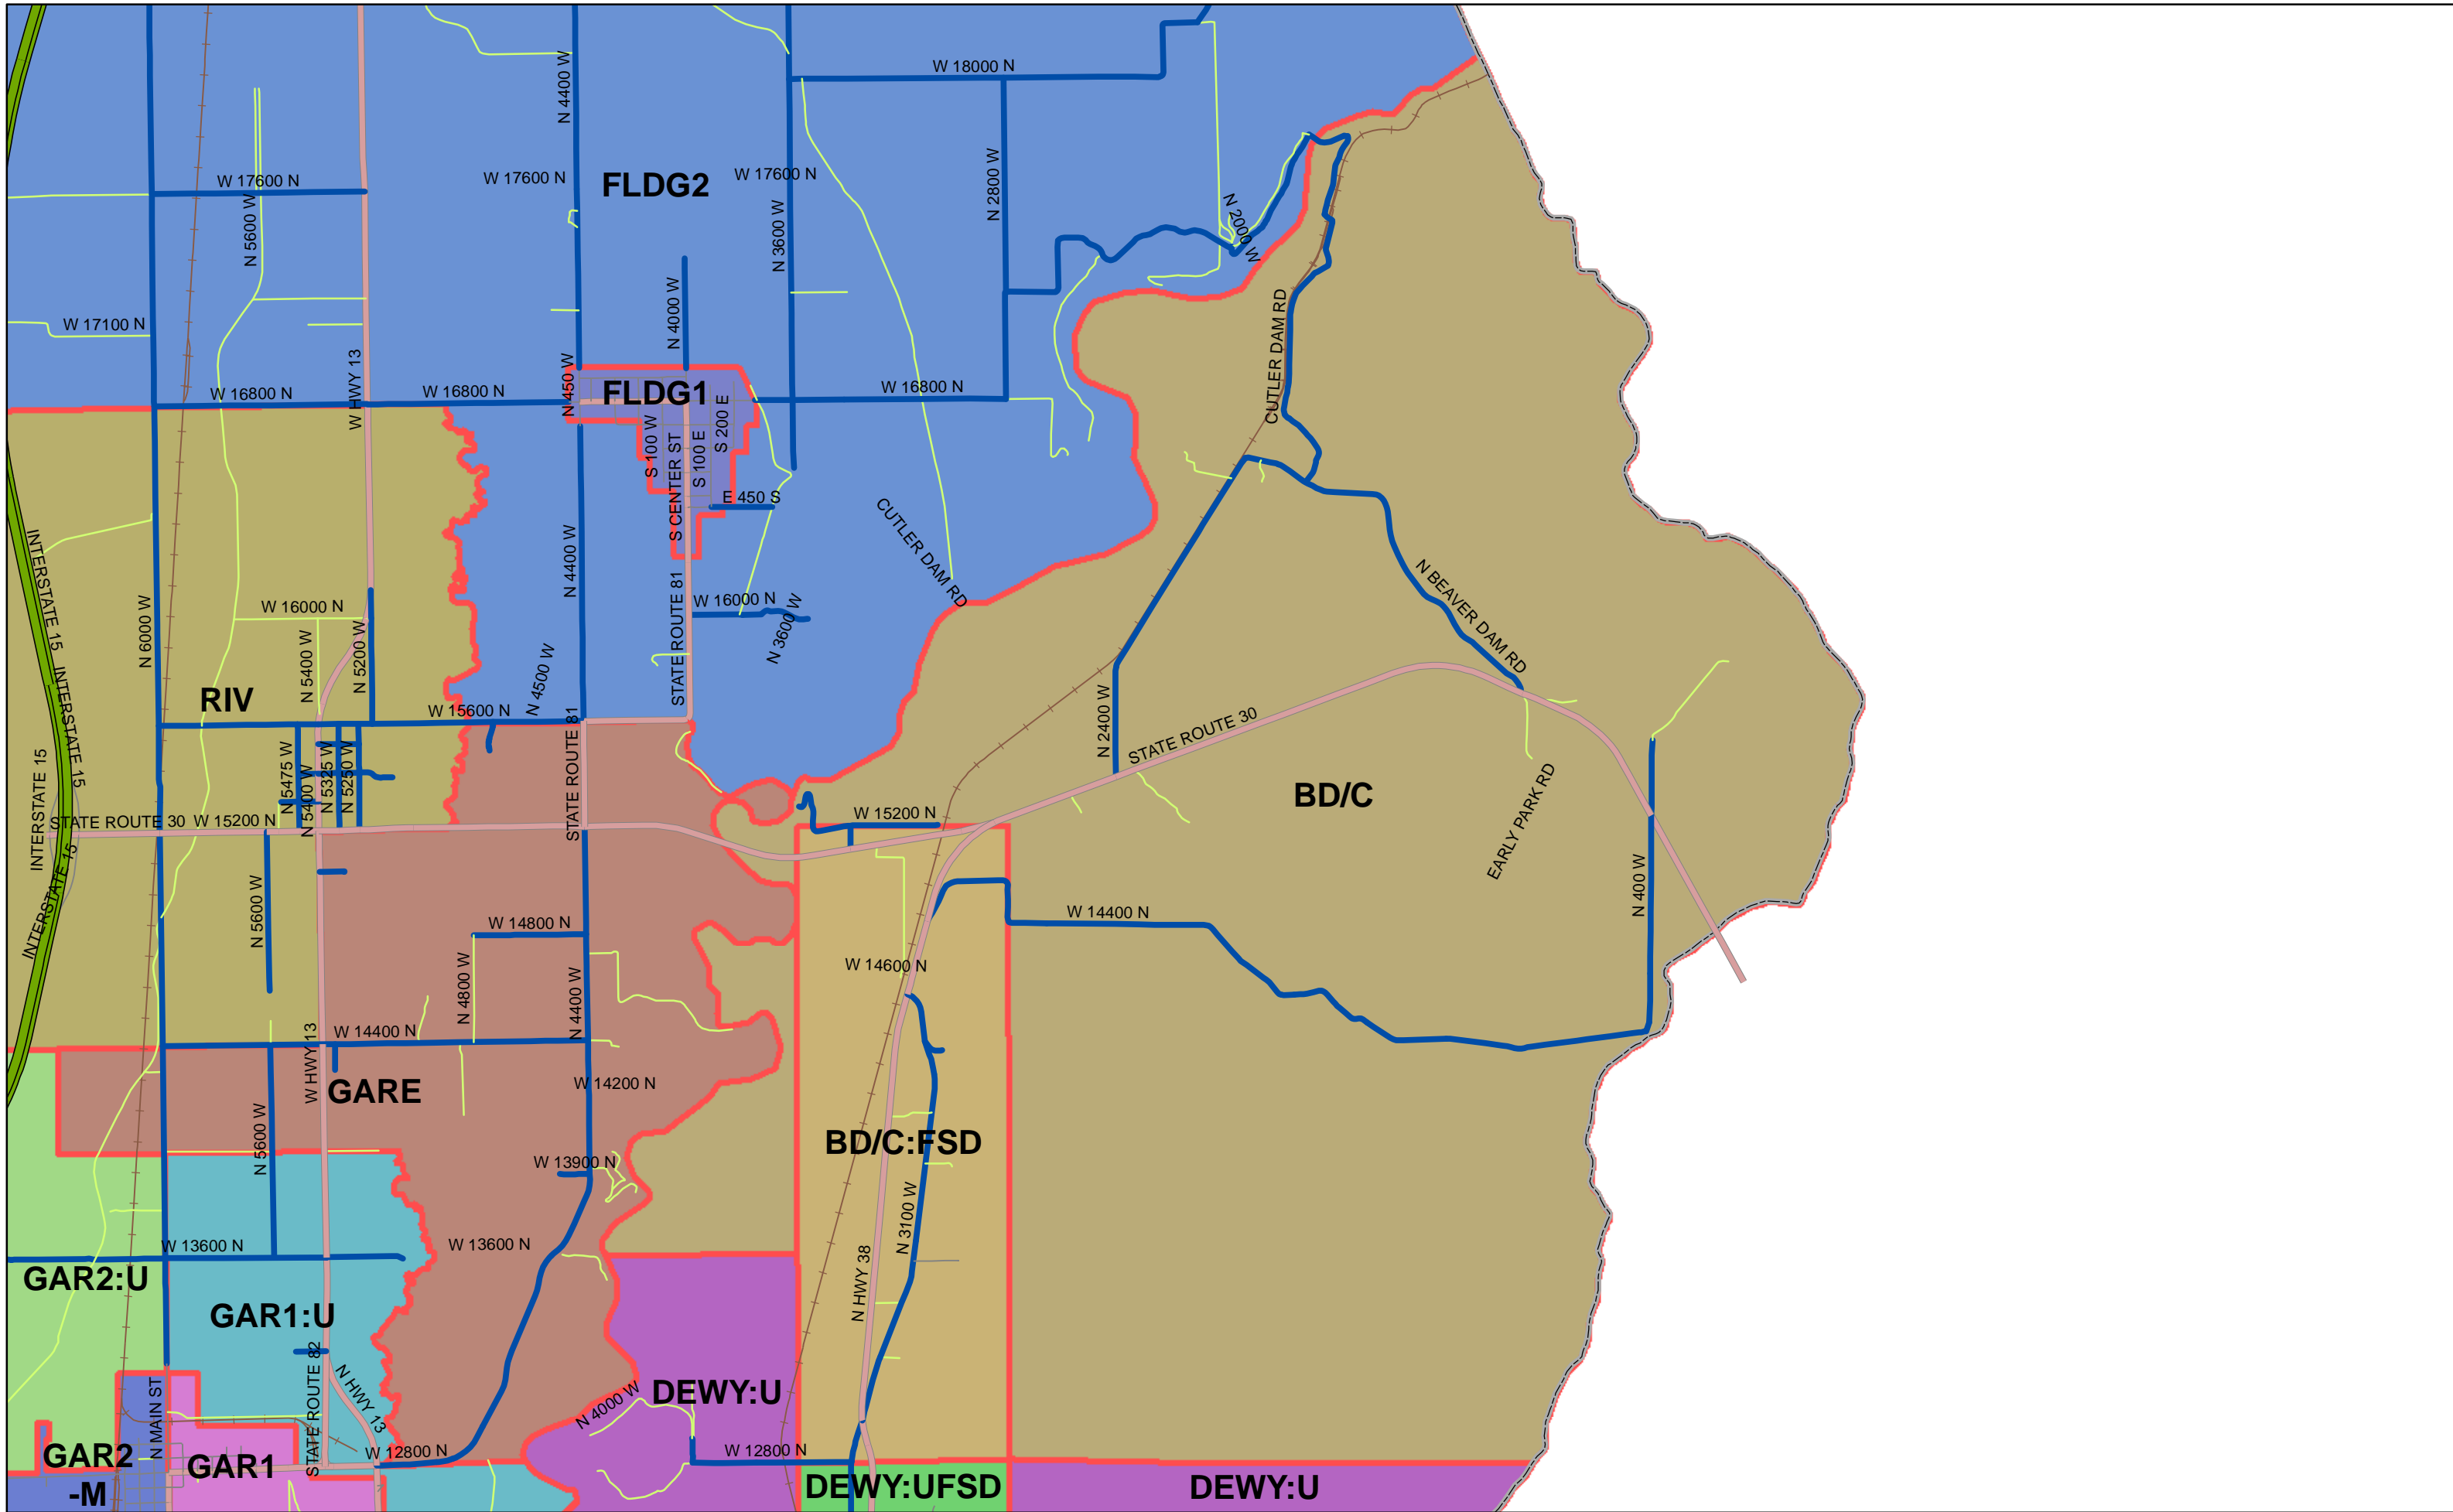 W 18000 N
N 4400 W
W 17600 N
W 17600 N
FLDG2
W 17600 N
N 2800 W
N 5600 W
N 3600 W
N 2000 W
W 17100 N
N 4000 W
CUTLER DAM RD
W HWY 13
W 16800 N
W 16800 N
N 450 W
FLDG1
W 16800 N
S 100 W
S CENTER ST
S 100 E
S 200 E
E 450 S
CUTLER DAM RD
N 4400 W
INTERSTATE 15
INTERSTATE 15
N 6000 W
W 16000 N
N 5400 W
N 5200 W
STATE ROUTE 81
W 16000 N
N 3600 W
N BEAVER DAM RD
RIV
W 15600 N
N 4500 W
N 2400 W
STATE ROUTE 30
INTERSTATE 15
N 5475 W
N 5400 W
N 5325 W
N 5250 W
STATE ROUTE 81
BD/C
EARLY PARK RD
STATE ROUTE 30
W 15200 N
W 15200 N
INTERSTATE 15
N 5600 W
W 14800 N
W 14400 N
N 400 W
N 4800 W
N 4400 W
W 14600 N
W HWY 13
W 14400 N
GARE
W 14200 N
N 5600 W
BD/C:FSD
W 13900 N
N 3100 W
W 13600 N
W 13600 N
GAR2:U
GAR1:U
N HWY 38
STATE ROUTE 82
N HWY 13
N MAIN ST
DEWY:U
N 4000 W
GAR2
-M
GAR1
W 12800 N
W 12800 N
DEWY:UFSD
DEWY:U